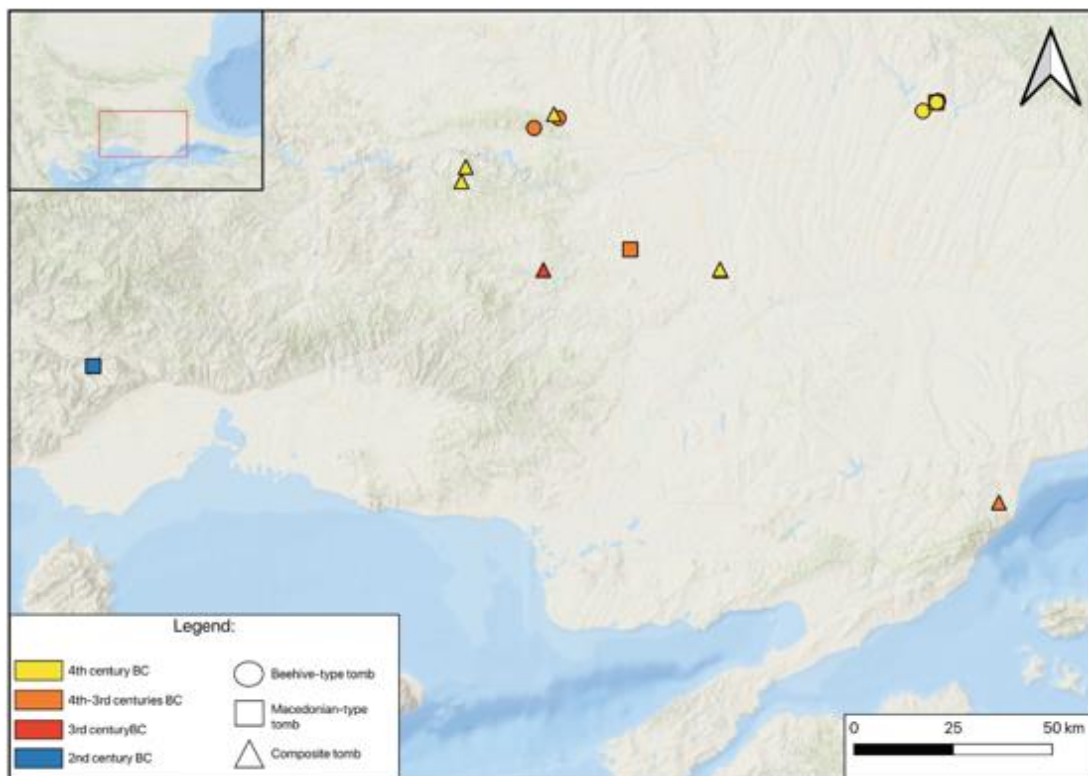 Legend:
4th century BC
4th-3rd centuries BC
3rd centuryBC
2nd century BC
Beehive-type tomb
Macedonian-type
tomb
Composite tomb
0 25 50 km